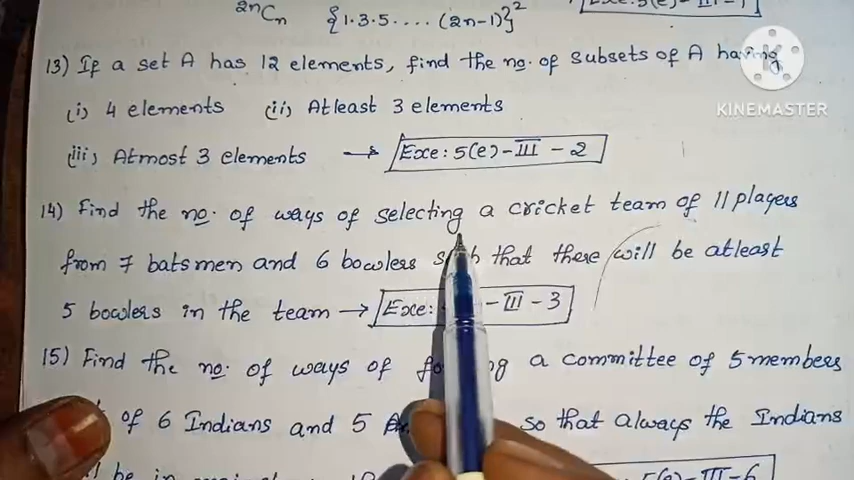 2nCn {1·3·5.... (2n-1)}²
13) If a set A has 12 elements, find the no. of subsets of A having
KINEMASTER
(i) 4 elements (ii) Atleast 3 elements
(iii) Atmost 3 elements → Exe: 5(e)-III-2
14) Find the no. of ways of selecting a cricket team of 11 players
from 7 batsmen and 6 bowlers that there will be atleast
5 bowlers in the team → Exe: -III-3
15) Find the no. of ways of a committee of 5 members
of 6 Indians and 5 so that always the Indians
be in